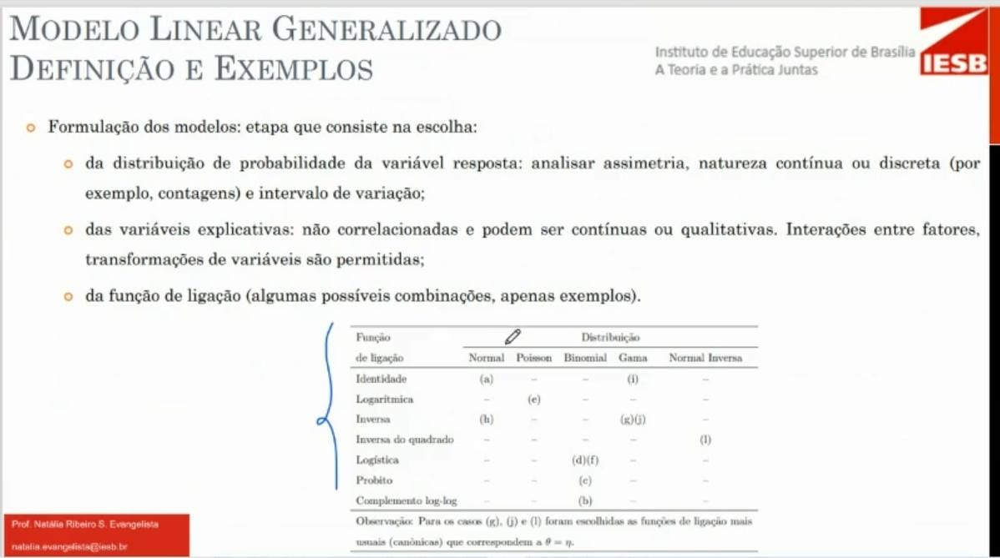 MODELO LINEAR GENERALIZADO
DEFINIÇÃO E EXEMPLOS
Instituto de Educação Superior de Brasília
A Teoria e a Prática Juntas
IESB
Formulação dos modelos: etapa que consiste na escolha:
da distribuição de probabilidade da variável resposta: analisar assimetria, natureza contínua ou discreta (por
exemplo, contagens) e intervalo de variação;
das variáveis explicativas: não correlacionadas e podem ser contínuas ou qualitativas. Interações entre fatores,
transformações de variáveis são permitidas;
da função de ligação (algumas possíveis combinações, apenas exemplos).
Função Distribuição
de ligação Normal Poisson Binomial Gama Normal Inversa
Identidade (a) – – (i) –
Logarítmica – (e) – – –
Inversa (h) – – (g)(j) –
Inversa do quadrado – – – – (l)
Logística – – (d)(f) – –
Probito – – (c) – –
Complemento log-log – – (b) – –
Observação: Para os casos (g), (j) e (l) foram escolhidas as funções de ligação mais
usuais (canônicas) que correspondem a θ = η.
Prof. Natália Ribeiro S. Evangelista
natalia.evangelista@iesb.br